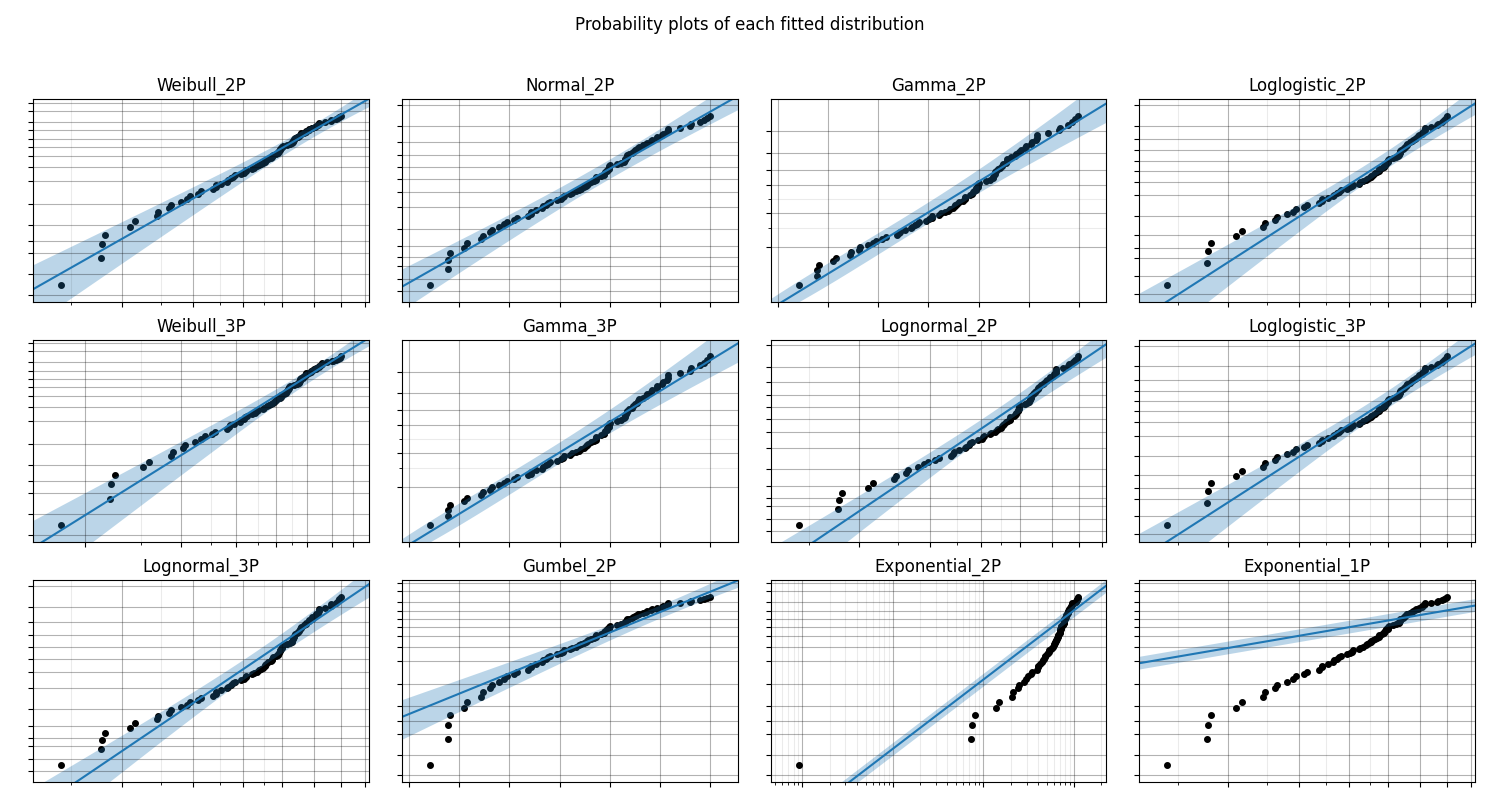 Probability plots of each fitted distribution
Weibull_2P
Normal_2P
Gamma_2P
Loglogistic_2P
Weibull_3P
Gamma_3P
Lognormal_2P
Loglogistic_3P
Lognormal_3P
Gumbel_2P
Exponential_2P
Exponential_1P